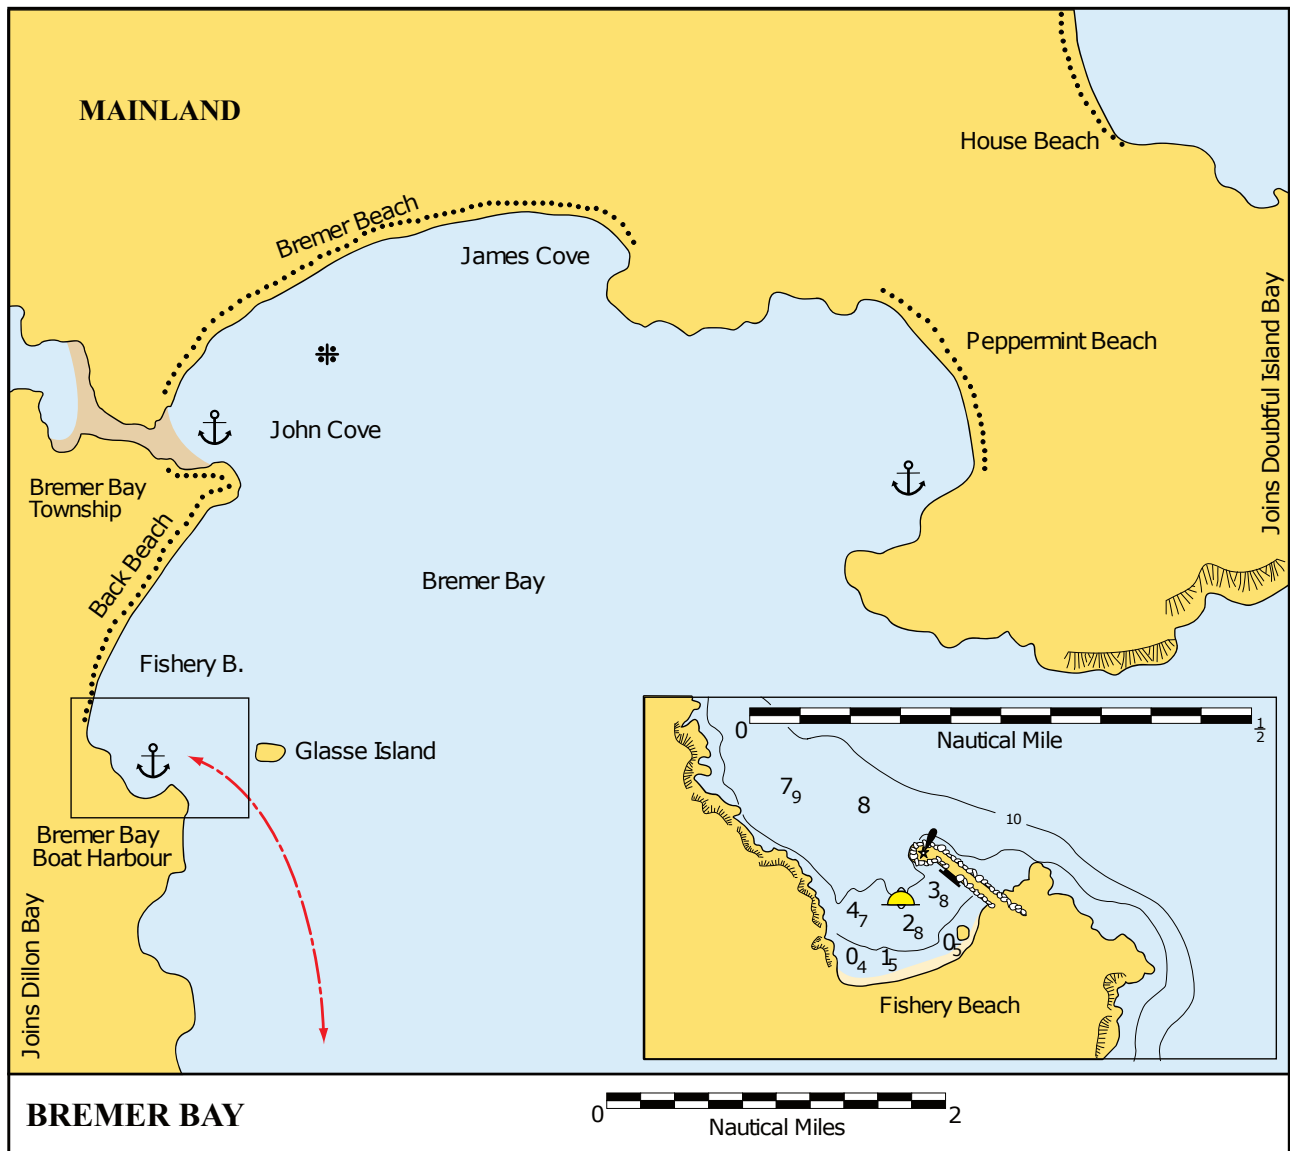 MAINLAND
House Beach
Bremer Beach
James Cove
Peppermint Beach
Joins Doubtful Island Bay
John Cove
Bremer Bay
Township
Back Beach
Bremer Bay
Fishery B.
Glasse Island
Bremer Bay
Boat Harbour
Joins Dillon Bay
0
1/2
Nautical Mile
7 9
8
10
3 8
4 7
2 8
0 5
0 4
1 5
Fishery Beach
BREMER BAY
0
2
Nautical Miles